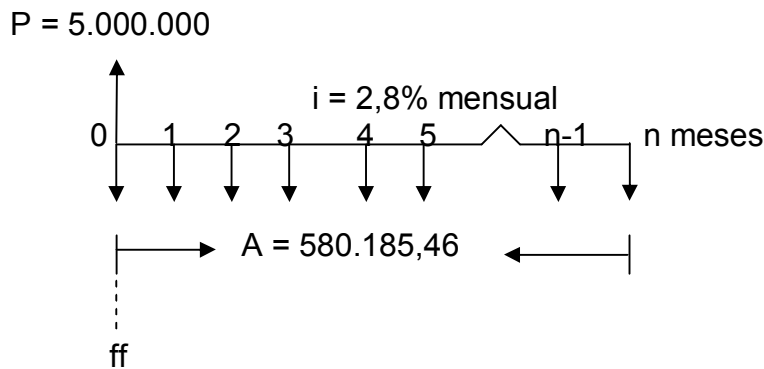 P = 5.000.000
i = 2,8% mensual
0 1 2 3 4 5 n-1 n meses
A = 580.185,46
ff